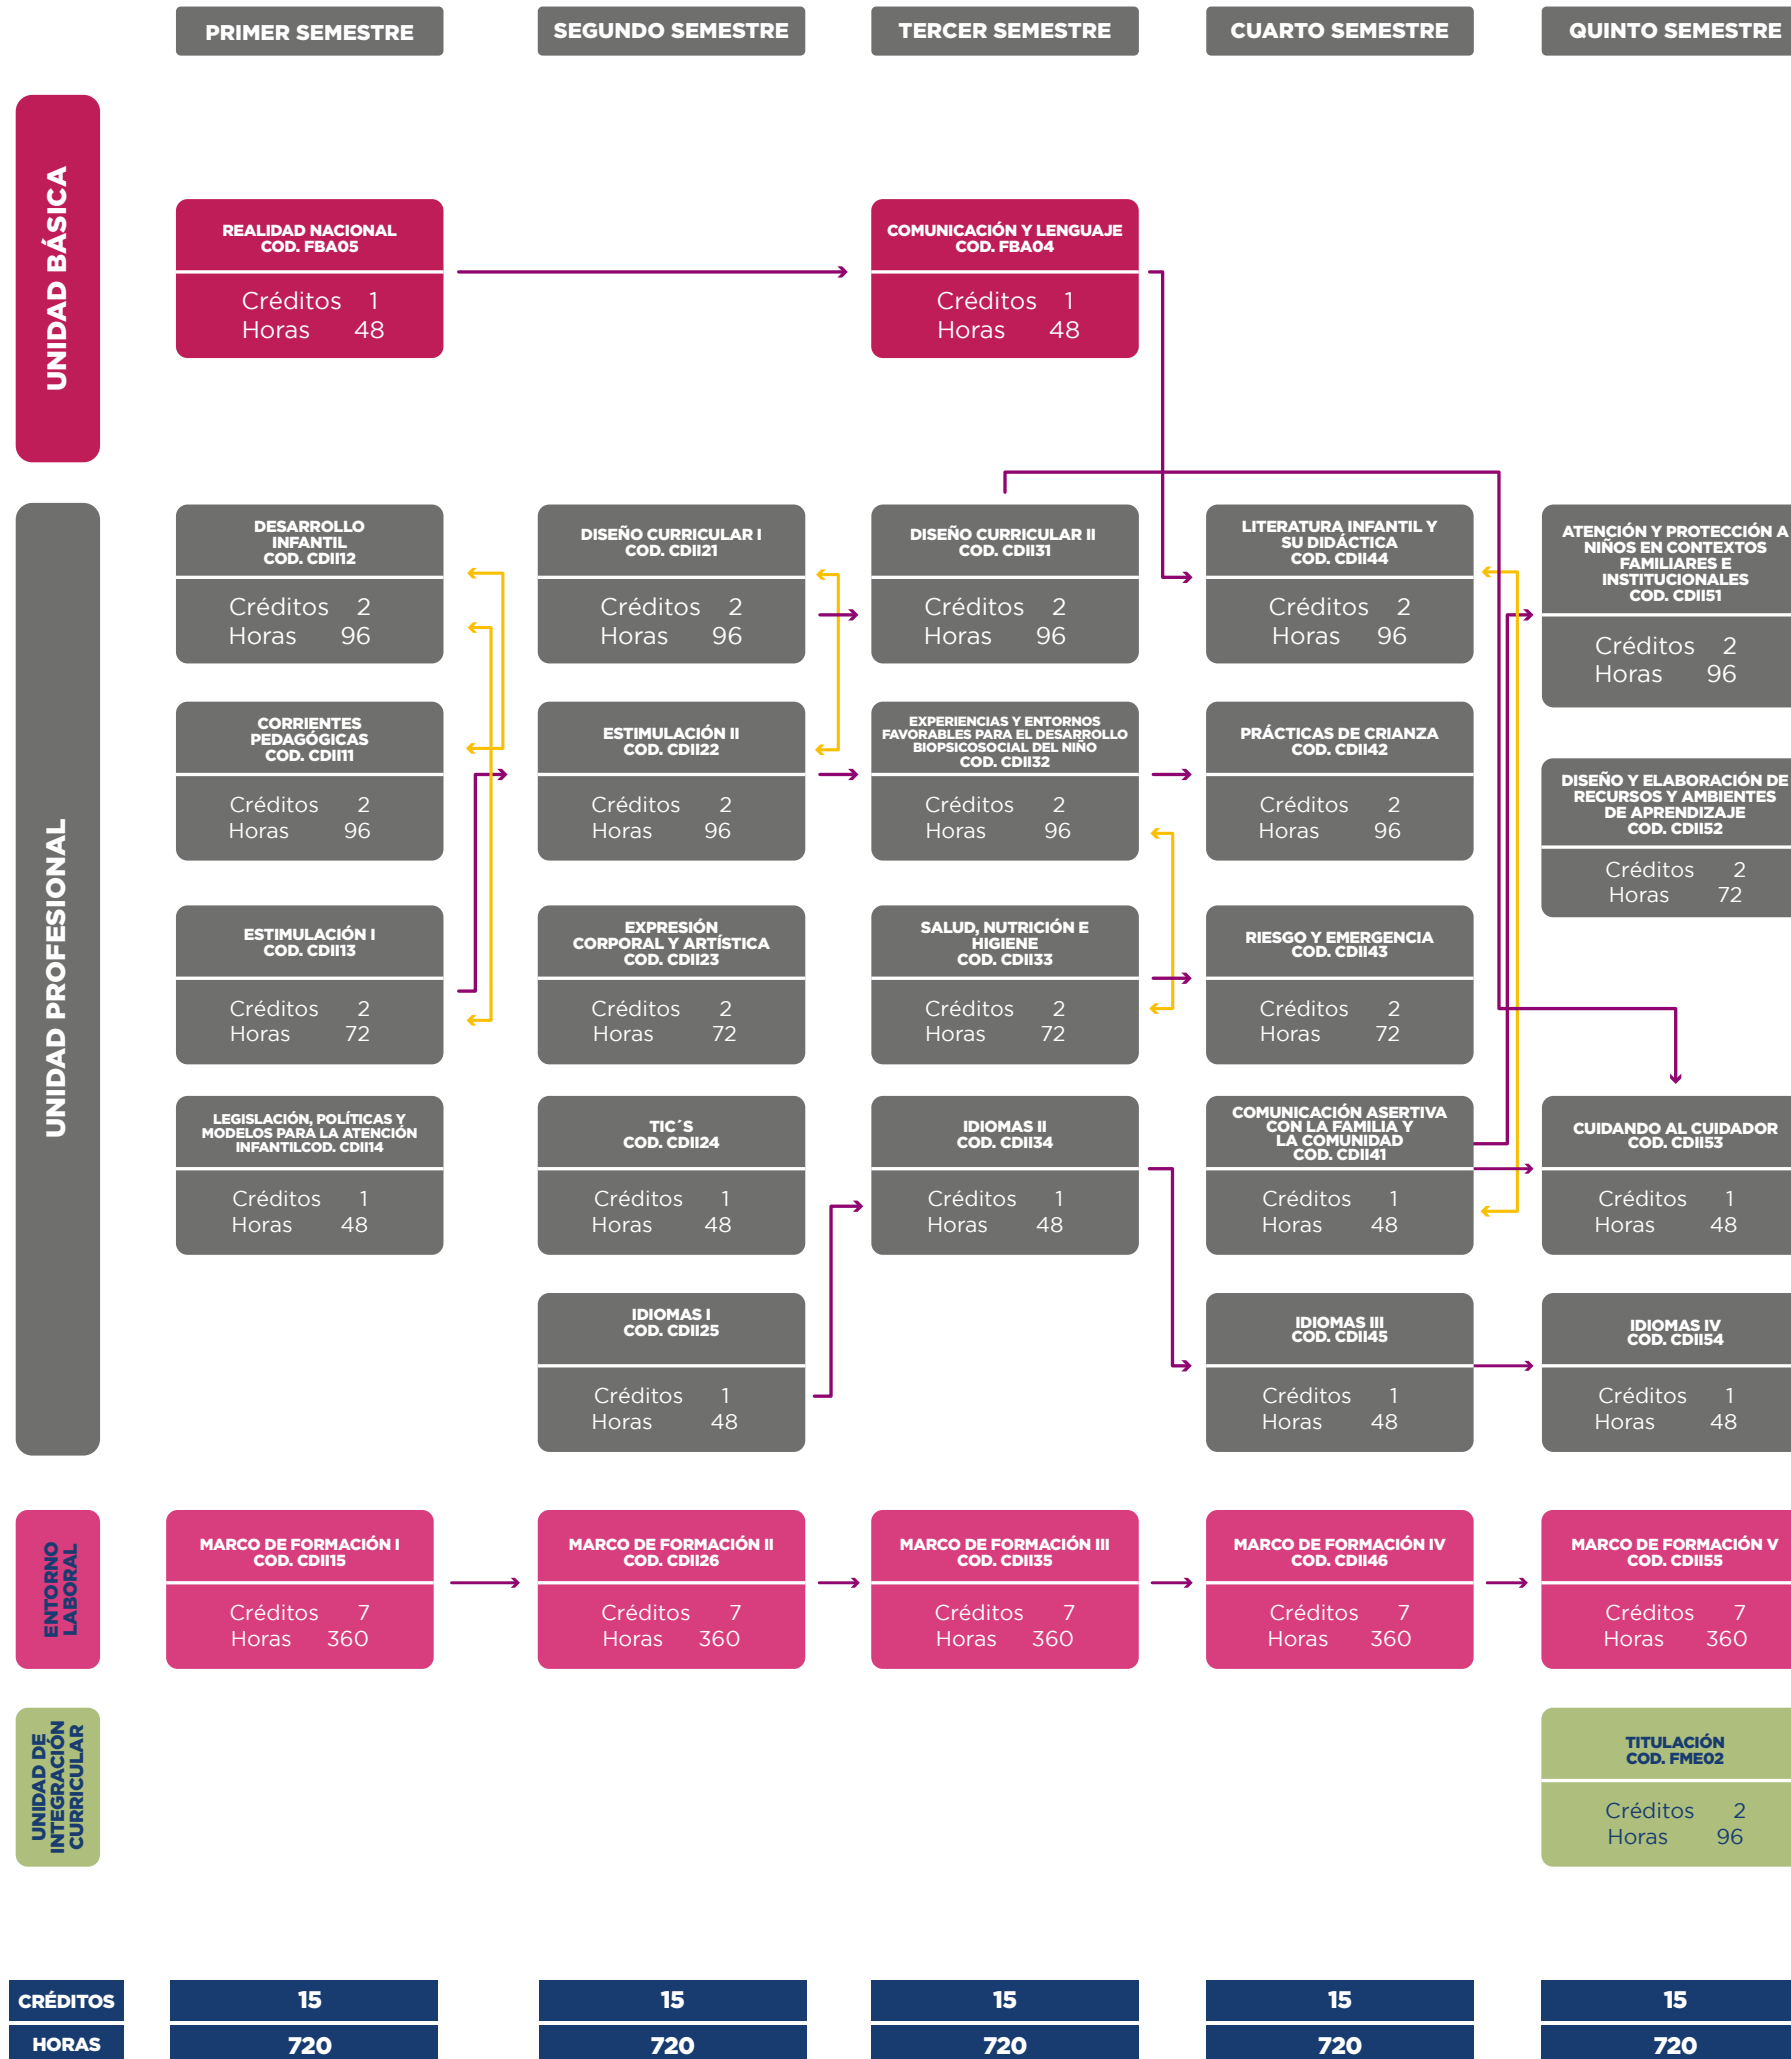 PRIMER SEMESTRE
SEGUNDO SEMESTRE
TERCER SEMESTRE
CUARTO SEMESTRE
QUINTO SEMESTRE
UNIDAD BÁSICA
REALIDAD NACIONAL
COD. FBA05
Créditos 1
Horas 48
COMUNICACIÓN Y LENGUAJE
COD. FBA04
Créditos 1
Horas 48
UNIDAD PROFESIONAL
DESARROLLO
INFANTIL
COD. CDII12
Créditos 2
Horas 96
DISEÑO CURRICULAR I
COD. CDII21
Créditos 2
Horas 96
DISEÑO CURRICULAR II
COD. CDII31
Créditos 2
Horas 96
LITERATURA INFANTIL Y
SU DIDÁCTICA
COD. CDII44
Créditos 2
Horas 96
ATENCIÓN Y PROTECCIÓN A
NIÑOS EN CONTEXTOS
FAMILIARES E
INSTITUCIONALES
COD. CDII51
Créditos 2
Horas 96
CORRIENTES
PEDAGÓGICAS
COD. CDII11
Créditos 2
Horas 96
ESTIMULACIÓN II
COD. CDII22
Créditos 2
Horas 96
EXPERIENCIAS Y ENTORNOS
FAVORABLES PARA EL DESARROLLO
BIOPSICOSOCIAL DEL NIÑO
COD. CDII32
Créditos 2
Horas 96
PRÁCTICAS DE CRIANZA
COD. CDII42
Créditos 2
Horas 96
DISEÑO Y ELABORACIÓN DE
RECURSOS Y AMBIENTES
DE APRENDIZAJE
COD. CDII52
Créditos 2
Horas 72
ESTIMULACIÓN I
COD. CDII13
Créditos 2
Horas 72
EXPRESIÓN
CORPORAL Y ARTÍSTICA
COD. CDII23
Créditos 2
Horas 72
SALUD, NUTRICIÓN E
HIGIENE
COD. CDII33
Créditos 2
Horas 72
RIESGO Y EMERGENCIA
COD. CDII43
Créditos 2
Horas 72
LEGISLACIÓN, POLÍTICAS Y
MODELOS PARA LA ATENCIÓN
INFANTILCOD. CDII14
Créditos 1
Horas 48
TIC´S
COD. CDII24
Créditos 1
Horas 48
IDIOMAS II
COD. CDII34
Créditos 1
Horas 48
COMUNICACIÓN ASERTIVA
CON LA FAMILIA Y
LA COMUNIDAD
COD. CDII41
Créditos 1
Horas 48
CUIDANDO AL CUIDADOR
COD. CDII53
Créditos 1
Horas 48
IDIOMAS I
COD. CDII25
Créditos 1
Horas 48
IDIOMAS III
COD. CDII45
Créditos 1
Horas 48
IDIOMAS IV
COD. CDII54
Créditos 1
Horas 48
ENTORNO
LABORAL
MARCO DE FORMACIÓN I
COD. CDII15
Créditos 7
Horas 360
MARCO DE FORMACIÓN II
COD. CDII26
Créditos 7
Horas 360
MARCO DE FORMACIÓN III
COD. CDII35
Créditos 7
Horas 360
MARCO DE FORMACIÓN IV
COD. CDII46
Créditos 7
Horas 360
MARCO DE FORMACIÓN V
COD. CDII55
Créditos 7
Horas 360
UNIDAD DE
INTEGRACIÓN
CURRICULAR
TITULACIÓN
COD. FME02
Créditos 2
Horas 96
CRÉDITOS 15 15 15 15 15
HORAS 720 720 720 720 720